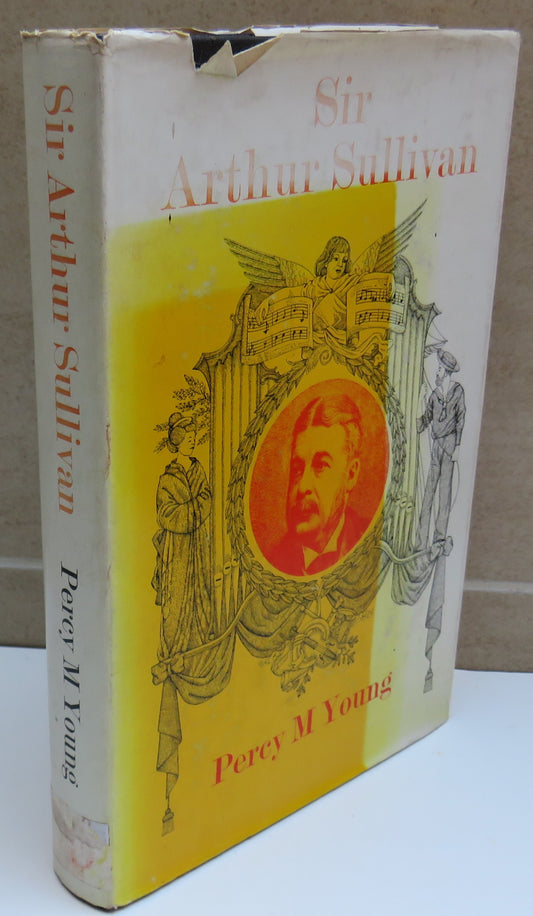 Sir Arthur Sullivan Percy M Young
Sir
Arthur Sullivan
Percy M Young